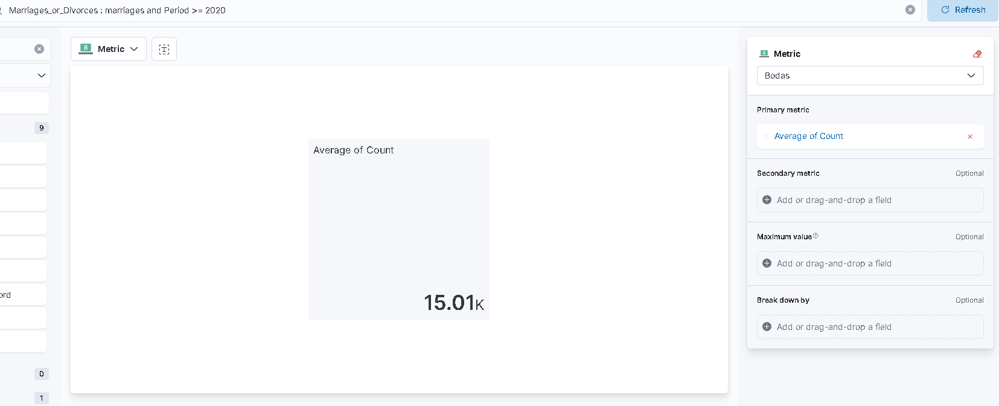 Marriages_or_Divorces : marriages and Period >= 2020
Refresh
Metric
9
ord
0
1
Average of Count
15.01K
Metric
Bodas
Primary metric
Average of Count
Secondary metric Optional
Add or drag-and-drop a field
Maximum value Optional
Add or drag-and-drop a field
Break down by Optional
Add or drag-and-drop a field